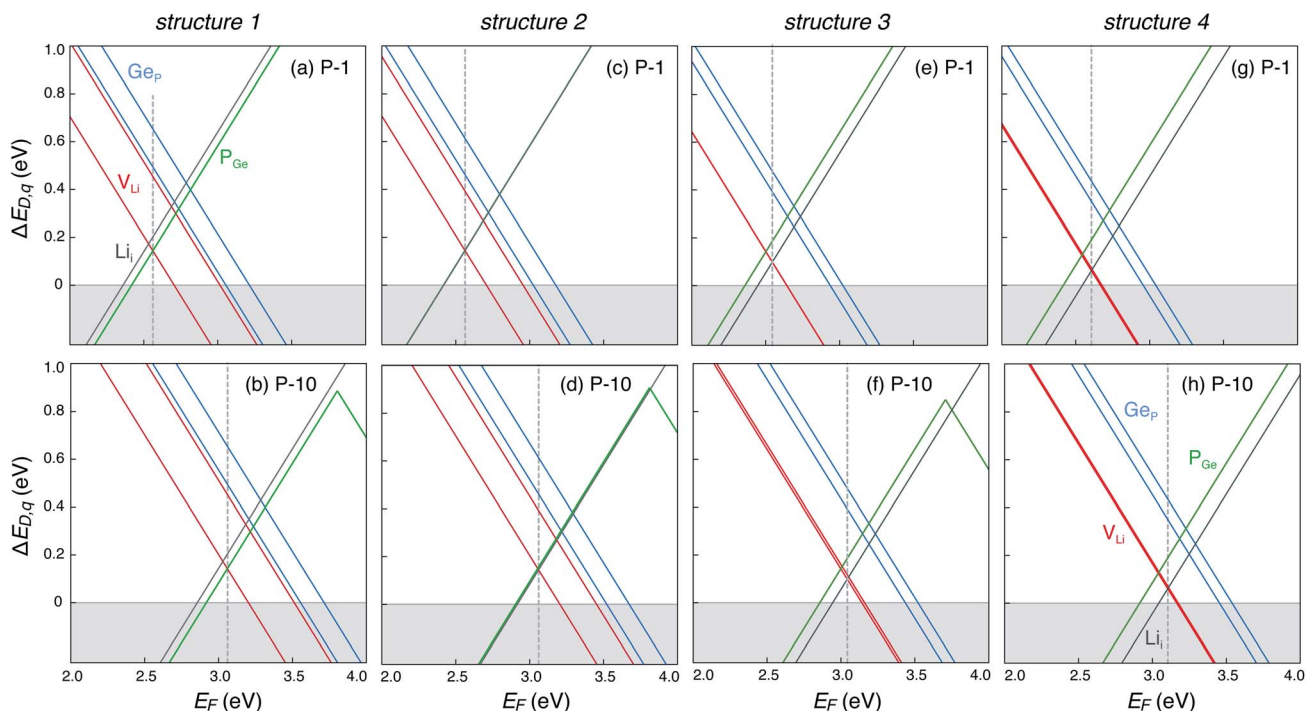 structure 1
structure 2
structure 3
structure 4
ΔE_{D,q} (eV)
1.0
0.8
0.6
0.4
0.2
0
(a) P-1
Ge_P
V_Li
P_Ge
Li_i
(c) P-1
(e) P-1
(g) P-1
ΔE_{D,q} (eV)
1.0
0.8
0.6
0.4
0.2
0
(b) P-10
(d) P-10
(f) P-10
(h) P-10
Ge_P
P_Ge
V_Li
Li_i
2.0 2.5 3.0 3.5 4.0
2.0 2.5 3.0 3.5 4.0
2.0 2.5 3.0 3.5 4.0
2.0 2.5 3.0 3.5 4.0
E_F (eV)
E_F (eV)
E_F (eV)
E_F (eV)